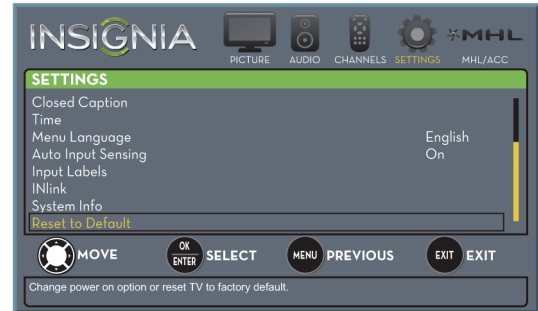 INSIGNIA
PICTURE AUDIO CHANNELS SETTINGS MHL/ACC
MHL
SETTINGS
Closed Caption
Time
Menu Language English
Auto Input Sensing On
Input Labels
INlink
System Info
Reset to Default
MOVE OK ENTER SELECT MENU PREVIOUS EXIT EXIT
Change power on option or reset TV to factory default.